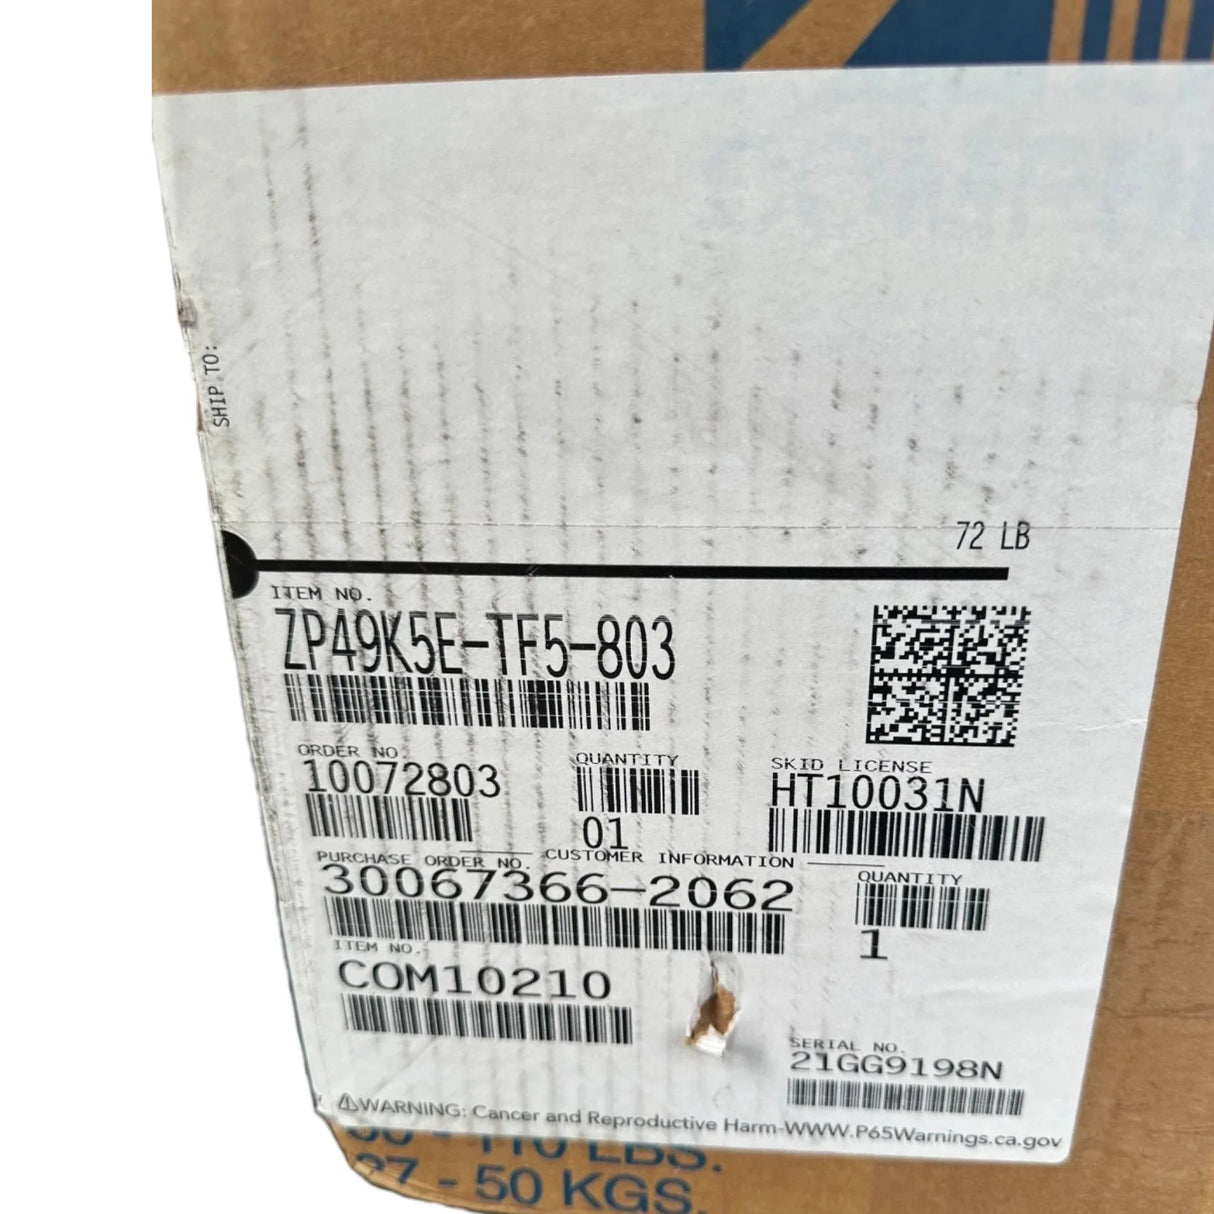 SHIP TO:
72 LB
ITEM NO.
ZP49K5E-TF5-803
ORDER NO.
10072803
QUANTITY
01
SKID LICENSE
HT10031N
CUSTOMER INFORMATION
PURCHASE ORDER NO.
30067366-2062
QUANTITY
1
ITEM NO.
COM10210
SERIAL NO.
21GG9198N
⚠WARNING: Cancer and Reproductive Harm-WWW.P65Warnings.ca.gov
- 110 LBS.
27 - 50 KGS.